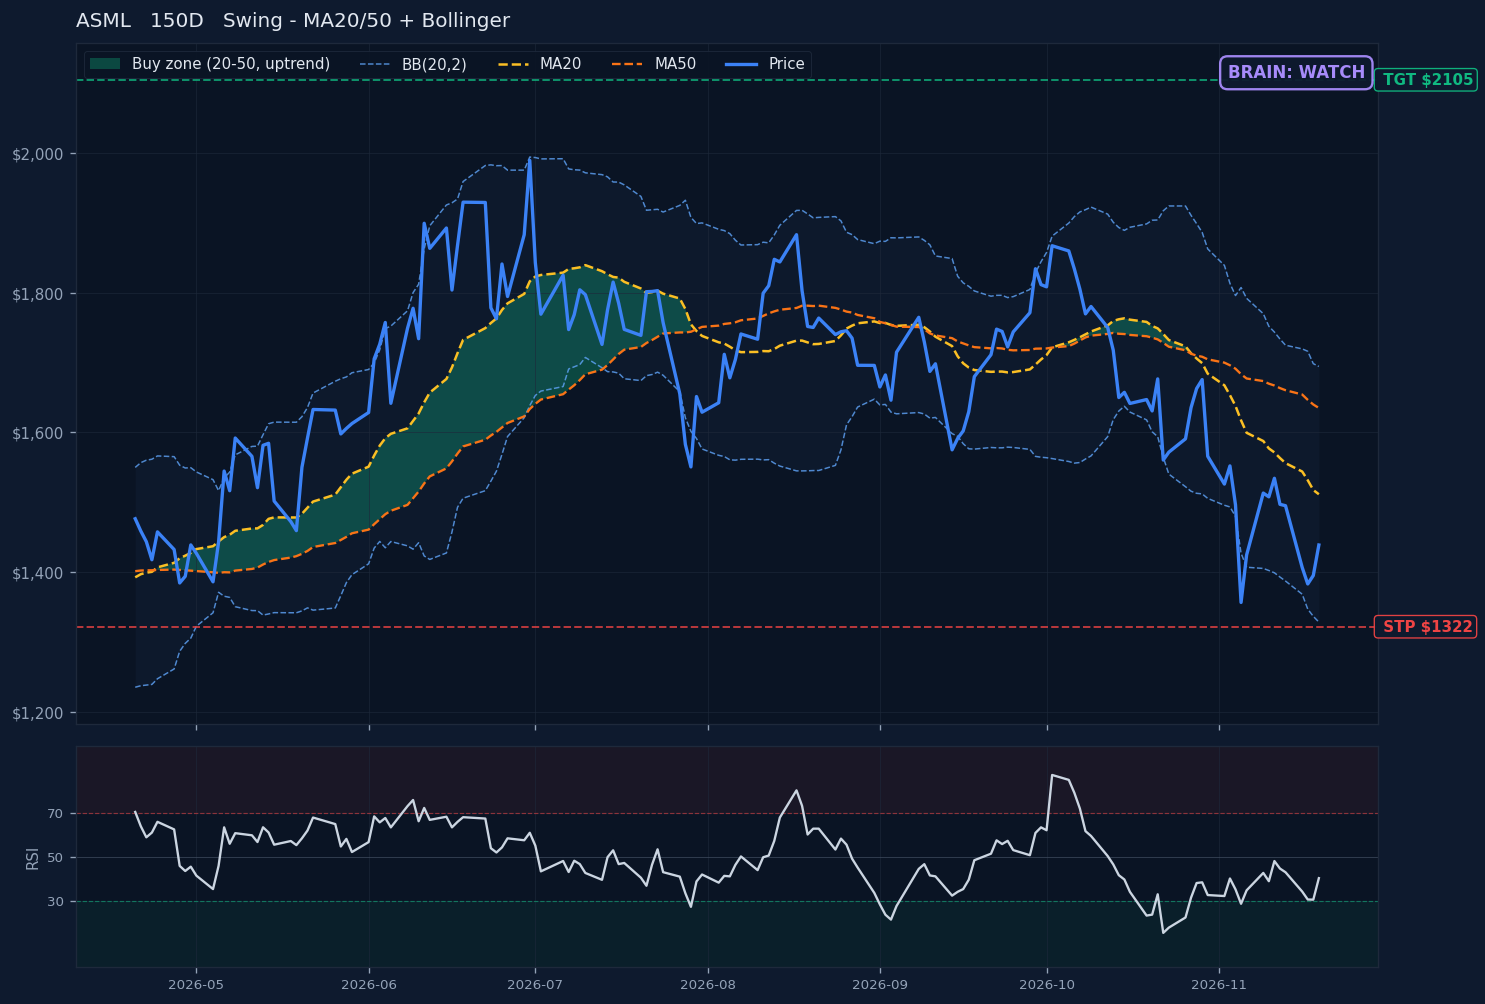 ASML   150D   Swing - MA20/50 + Bollinger
Buy zone (20-50, uptrend)   BB(20,2)   MA20   MA50   Price
BRAIN: WATCH
TGT $2105
$2,000
$1,800
$1,600
$1,400
STP $1322
$1,200
70
50
30
RSI
2026-05   2026-06   2026-07   2026-08   2026-09   2026-10   2026-11